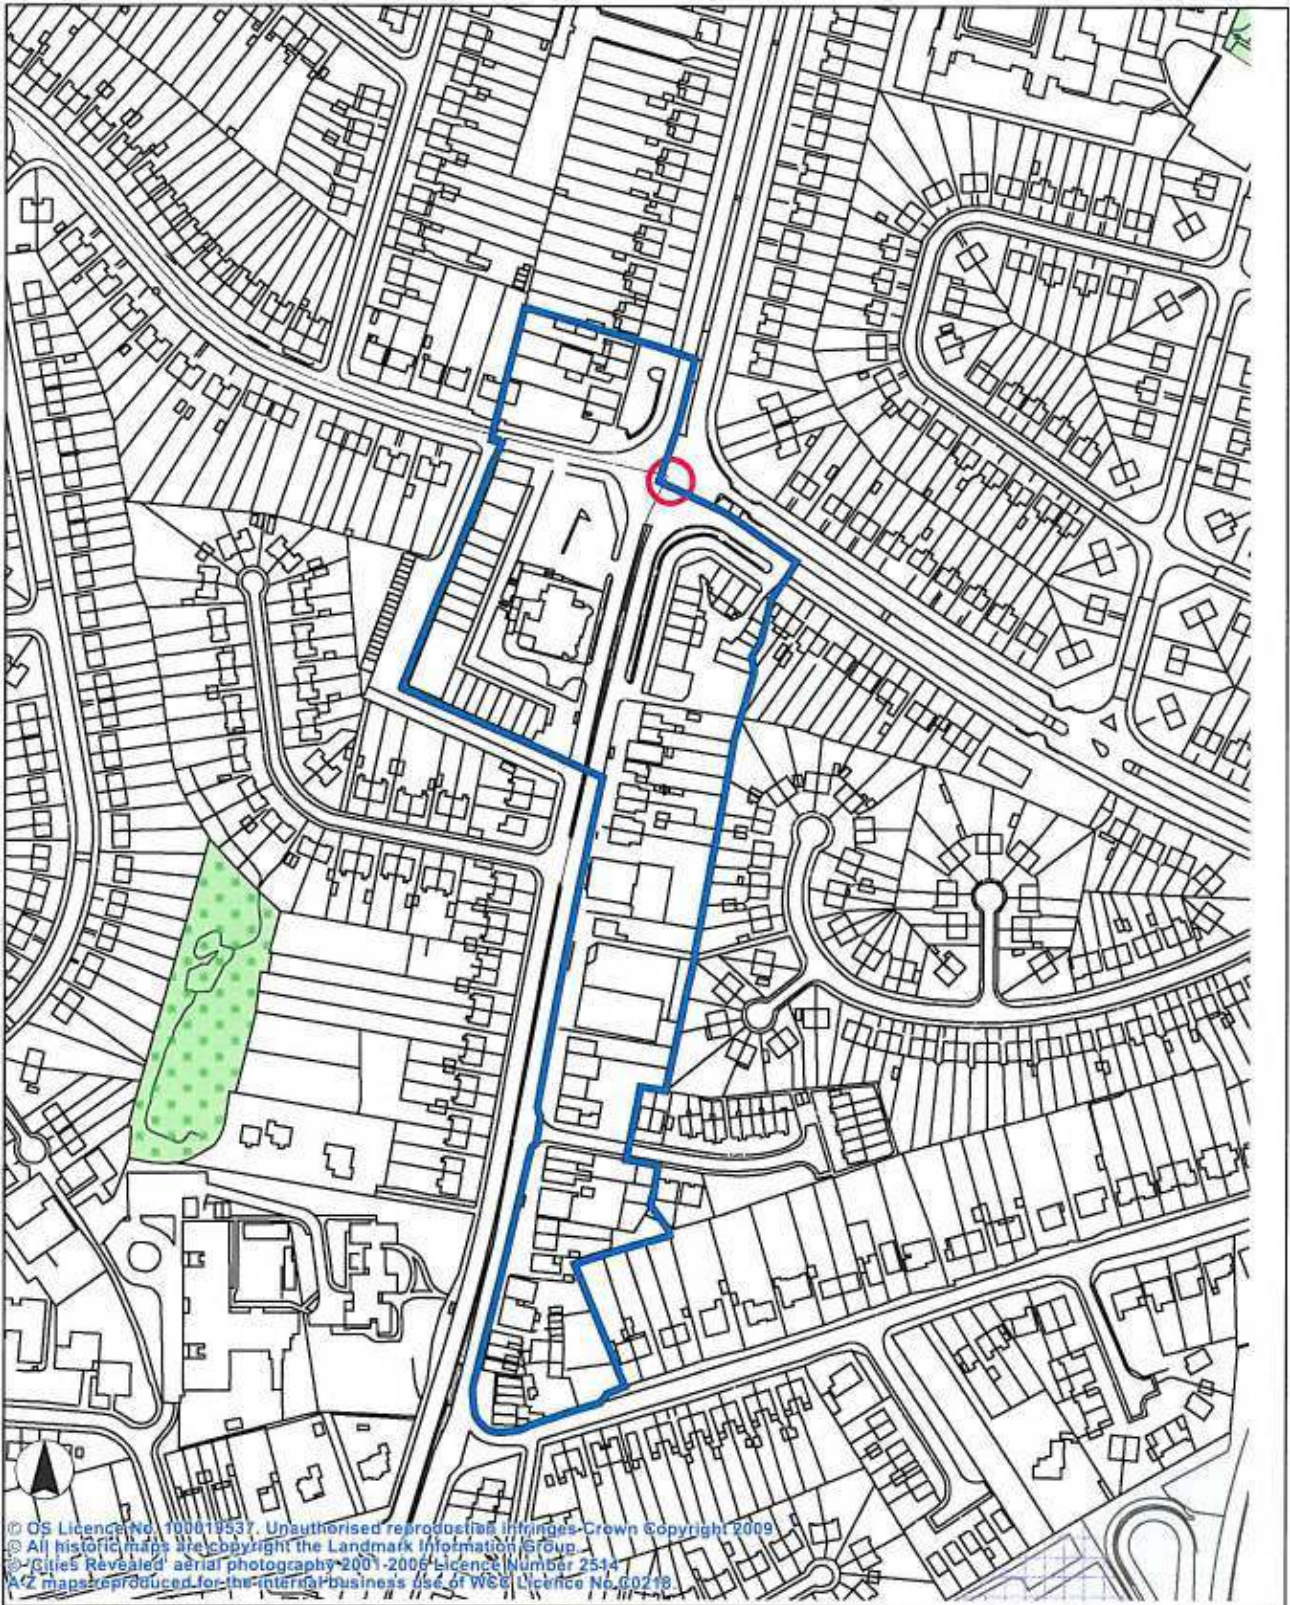 © OS Licence No. 100019537. Unauthorised reproduction infringes Crown Copyright 2009
© All historic maps are copyright the Landmark Information Group.
© 'Cities Revealed' aerial photography 2001-2006 Licence Number 2514
A-Z maps reproduced for the internal business use of WSCC Licence No.C0218.